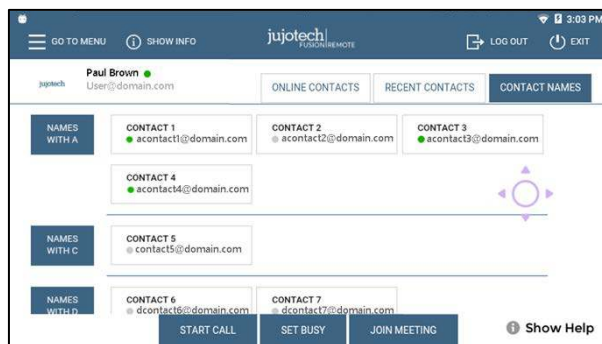 3:03 PM
GO TO MENU
SHOW INFO
jujotech
FUSION REMOTE
LOG OUT
EXIT
jujotech
Paul Brown
User@domain.com
ONLINE CONTACTS
RECENT CONTACTS
CONTACT NAMES
NAMES
WITH A
CONTACT 1
acontact1@domain.com
CONTACT 2
acontact2@domain.com
CONTACT 3
acontact3@domain.com
CONTACT 4
acontact4@domain.com
NAMES
WITH C
CONTACT 5
contact5@domain.com
NAMES
WITH D
CONTACT 6
dcontact6@domain.com
CONTACT 7
dcontact7@domain.com
START CALL
SET BUSY
JOIN MEETING
Show Help